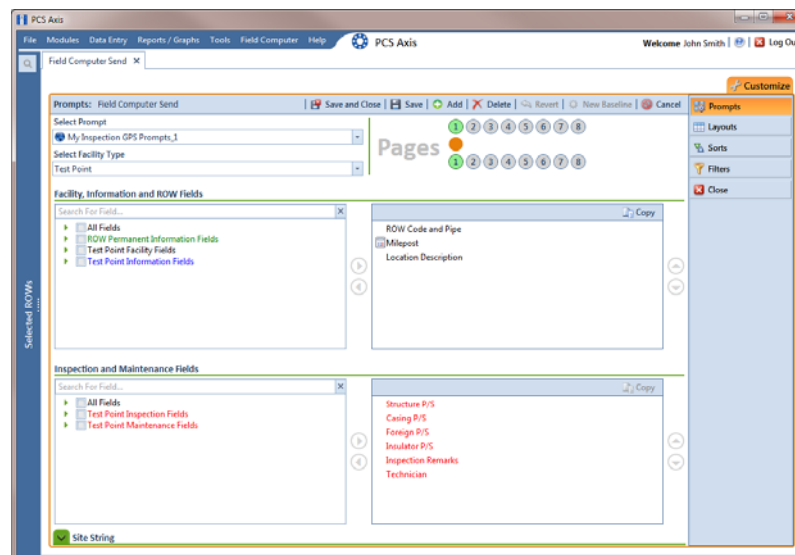 PCS Axis
File Modules Data Entry Reports / Graphs Tools Field Computer Help PCS Axis Welcome John Smith | Log Ou
Field Computer Send X
Customize
Prompts: Field Computer Send | Save and Close | Save | Add | Delete | Revert | New Baseline | Cancel
Prompts
Layouts
Sorts
Filters
Close
Select Prompt
My Inspection GPS Prompts_1
Select Facility Type
Test Point
Pages
1 2 3 4 5 6 7 8
1 2 3 4 5 6 7 8
Facility, Information and ROW Fields
Search For Field... X
All Fields
ROW Permanent Information Fields
Test Point Facility Fields
Test Point Information Fields
Copy
ROW Code and Pipe
Milepost
Location Description
Selected ROWs
Inspection and Maintenance Fields
Search For Field... X
All Fields
Test Point Inspection Fields
Test Point Maintenance Fields
Copy
Structure P/S
Casing P/S
Foreign P/S
Insulator P/S
Inspection Remarks
Technician
Site String